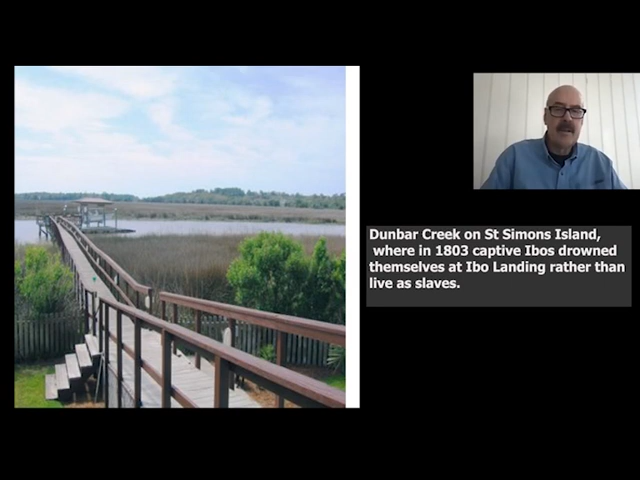 Dunbar Creek on St Simons Island,
where in 1803 captive Ibos drowned
themselves at Ibo Landing rather than
live as slaves.